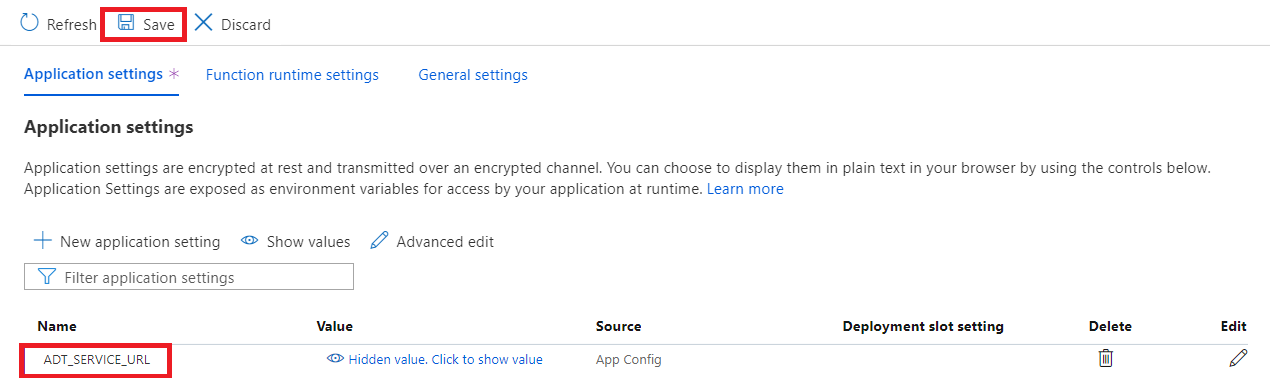 Refresh Save Discard
Application settings * Function runtime settings General settings
Application settings
Application settings are encrypted at rest and transmitted over an encrypted channel. You can choose to display them in plain text in your browser by using the controls below.
Application Settings are exposed as environment variables for access by your application at runtime. Learn more
New application setting Show values Advanced edit
Filter application settings
Name Value Source Deployment slot setting Delete Edit
ADT_SERVICE_URL Hidden value. Click to show value App Config